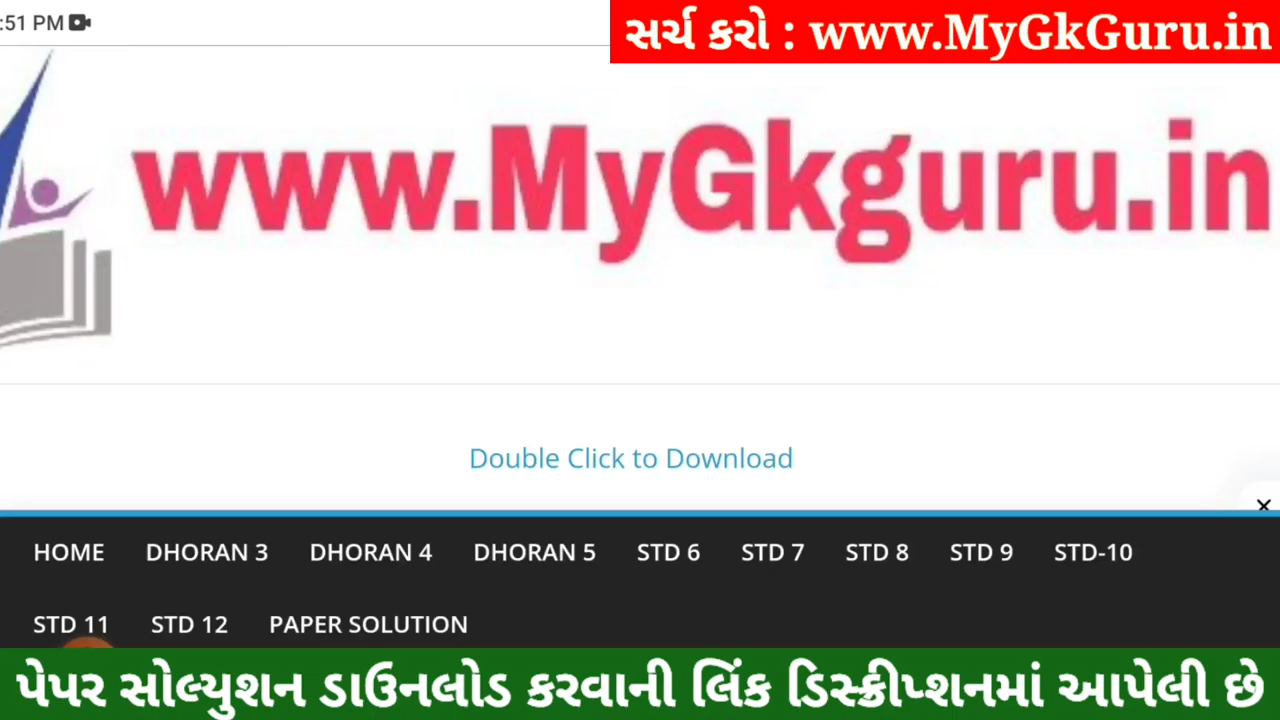 :51 PM
સર્ચ કરો : www.MyGkGuru.in
www.MyGkguru.in
Double Click to Download
×
HOME DHORAN 3 DHORAN 4 DHORAN 5 STD 6 STD 7 STD 8 STD 9 STD-10
STD 11 STD 12 PAPER SOLUTION
પેપર સોલ્યુશન ડાઉનલોડ કરવાની લિંક ડિસ્ક્રીપ્શનમાં આપેલી છે